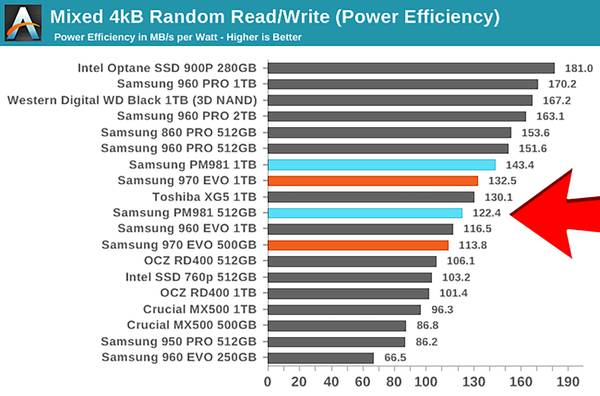 Mixed 4kB Random Read/Write (Power Efficiency)
Power Efficiency in MB/s per Watt - Higher is Better
Intel Optane SSD 900P 280GB 181.0
Samsung 960 PRO 1TB 170.2
Western Digital WD Black 1TB (3D NAND) 167.2
Samsung 960 PRO 2TB 163.1
Samsung 860 PRO 512GB 153.6
Samsung 960 PRO 512GB 151.6
Samsung PM981 1TB 143.4
Samsung 970 EVO 1TB 132.5
Toshiba XG5 1TB 130.1
Samsung PM981 512GB 122.4
Samsung 960 EVO 1TB 116.5
Samsung 970 EVO 500GB 113.8
OCZ RD400 512GB 106.1
Intel SSD 760p 512GB 103.2
OCZ RD400 1TB 101.4
Crucial MX500 1TB 96.3
Crucial MX500 500GB 86.8
Samsung 950 PRO 512GB 86.2
Samsung 960 EVO 250GB 66.5
0 20 40 60 80 100 130 160 190